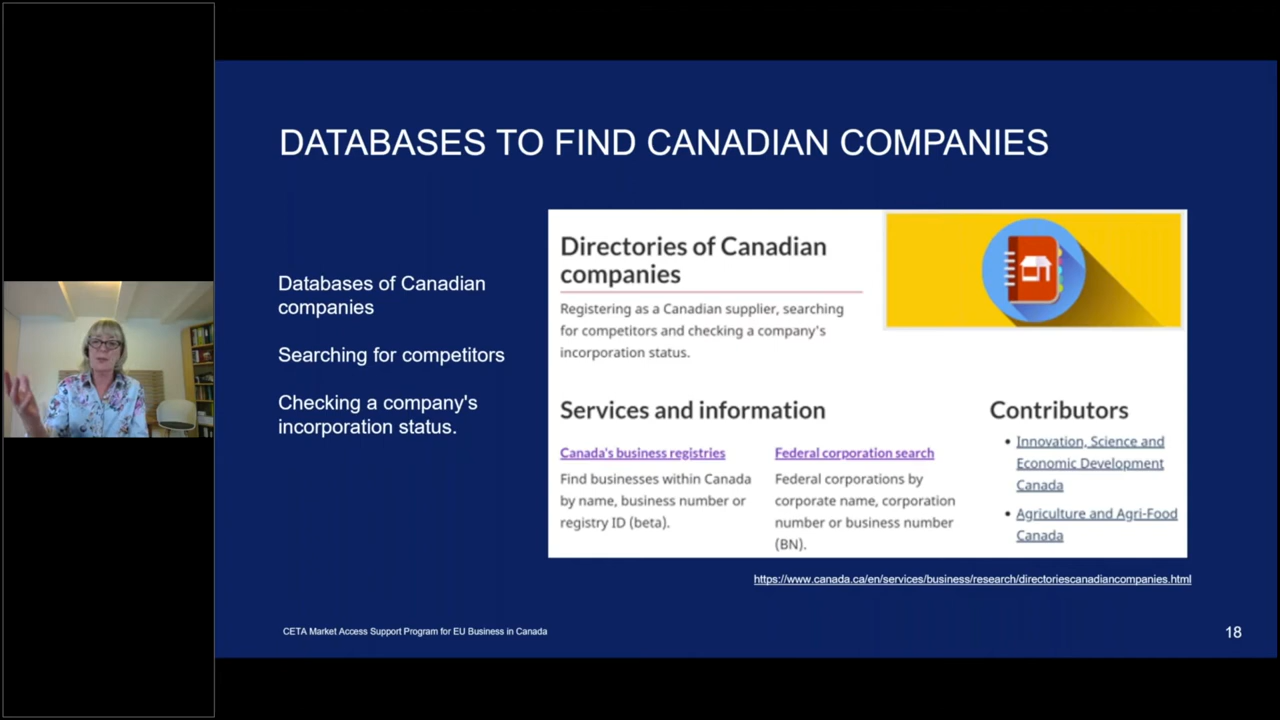 DATABASES TO FIND CANADIAN COMPANIES
Databases of Canadian
companies
Searching for competitors
Checking a company's
incorporation status.
Directories of Canadian
companies
Registering as a Canadian supplier, searching
for competitors and checking a company's
incorporation status.
Services and information
Canada's business registries
Find businesses within Canada
by name, business number or
registry ID (beta).
Federal corporation search
Federal corporations by
corporate name, corporation
number or business number
(BN).
Contributors
• Innovation, Science and
Economic Development
Canada
• Agriculture and Agri-Food
Canada
https://www.canada.ca/en/services/business/research/directoriescanadiancompanies.html
CETA Market Access Support Program for EU Business in Canada
18